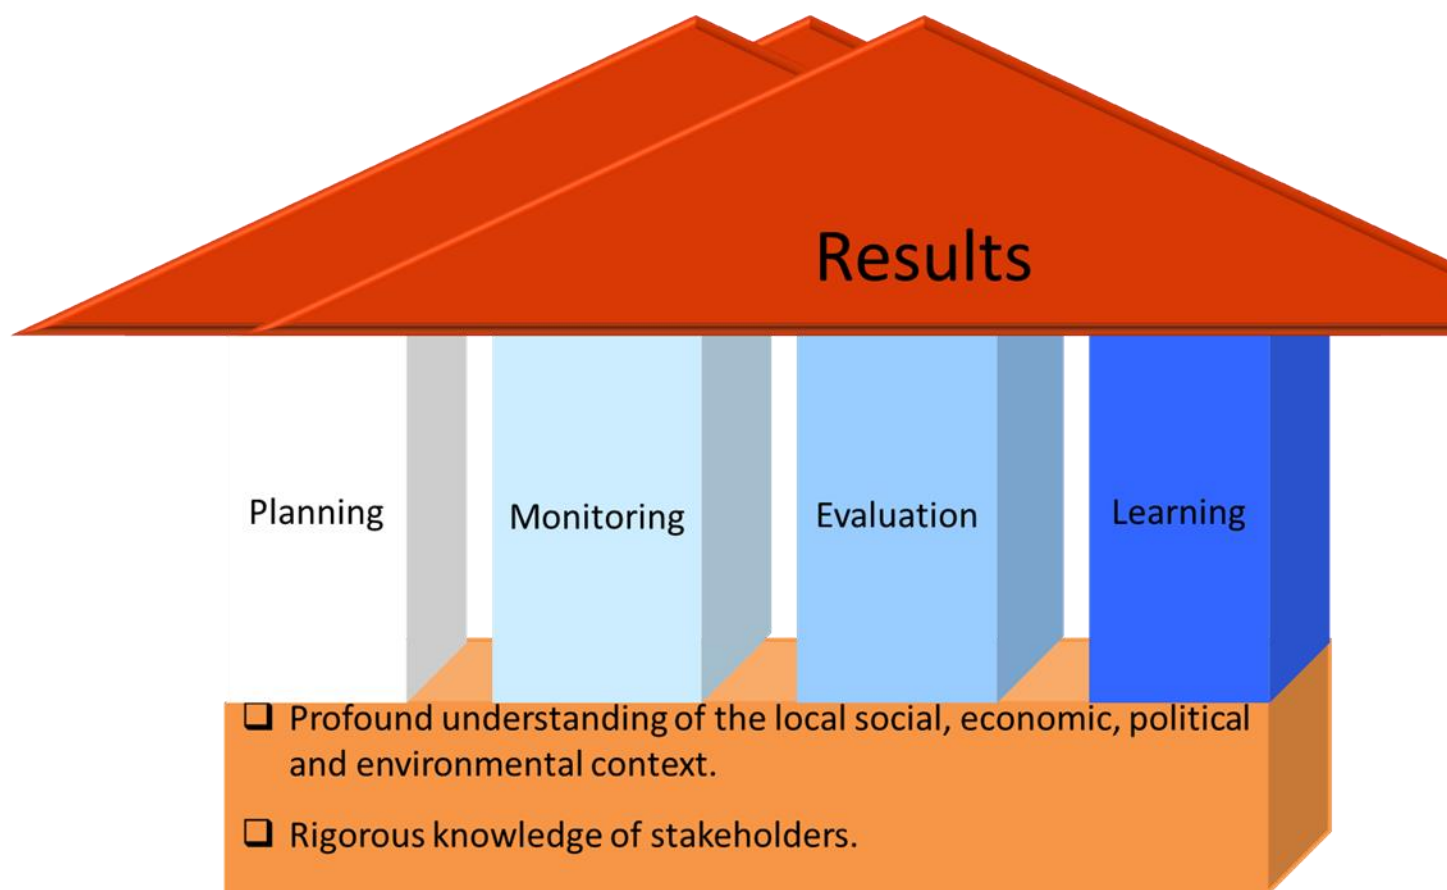 Results
Planning
Monitoring
Evaluation
Learning
❑ Profound understanding of the local social, economic, political
and environmental context.
❑ Rigorous knowledge of stakeholders.